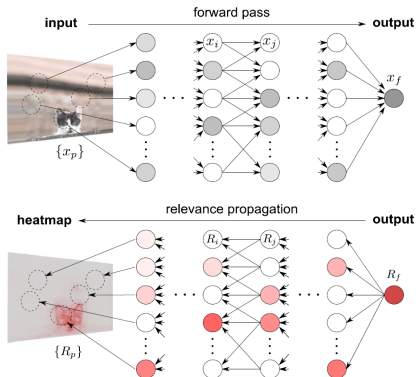 forward pass
input
output
x_i
x_j
x_f
{x_p}
relevance propagation
heatmap
output
R_i
R_j
R_f
{R_p}